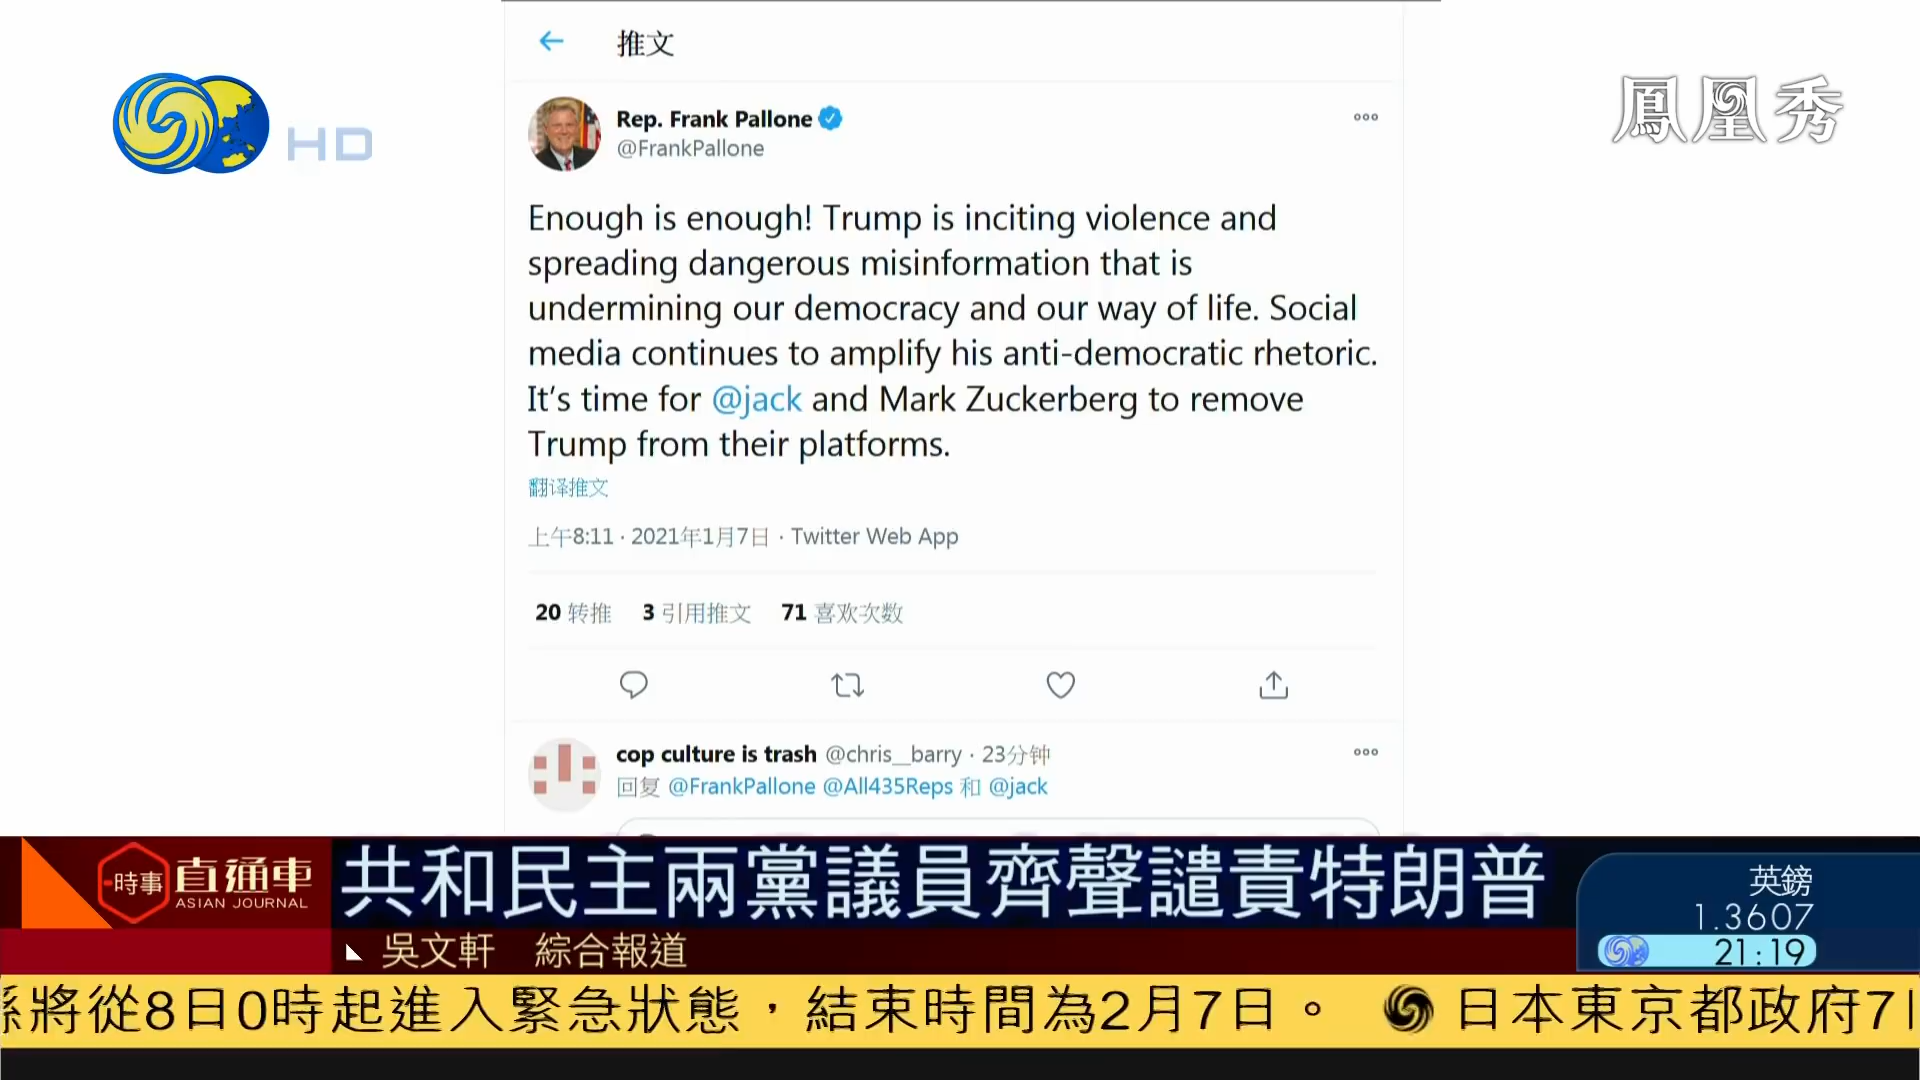 推文
HD
鳳凰秀
Rep. Frank Pallone
@FrankPallone
Enough is enough! Trump is inciting violence and
spreading dangerous misinformation that is
undermining our democracy and our way of life. Social
media continues to amplify his anti-democratic rhetoric.
It's time for @jack and Mark Zuckerberg to remove
Trump from their platforms.
翻译推文
上午8:11 · 2021年1月7日 · Twitter Web App
20 转推 3 引用推文 71 喜欢次数
cop culture is trash @chris__barry · 23分钟
回复 @FrankPallone @All435Reps 和 @jack
時事 直通車
ASIAN JOURNAL
共和民主兩黨議員齊聲譴責特朗普
吳文軒 綜合報道
英鎊
1.3607
21:19
將從8日0時起進入緊急狀態，結束時間為2月7日。 日本東京都政府7